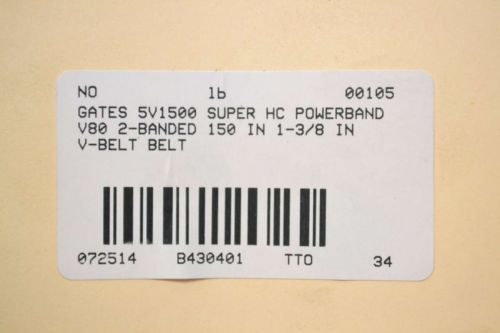 NO 1b 00105
GATES 5V1500 SUPER HC POWERBAND
V80 2-BANDED 150 IN 1-3/8 IN
V-BELT BELT
072514 B430401 TTO 34